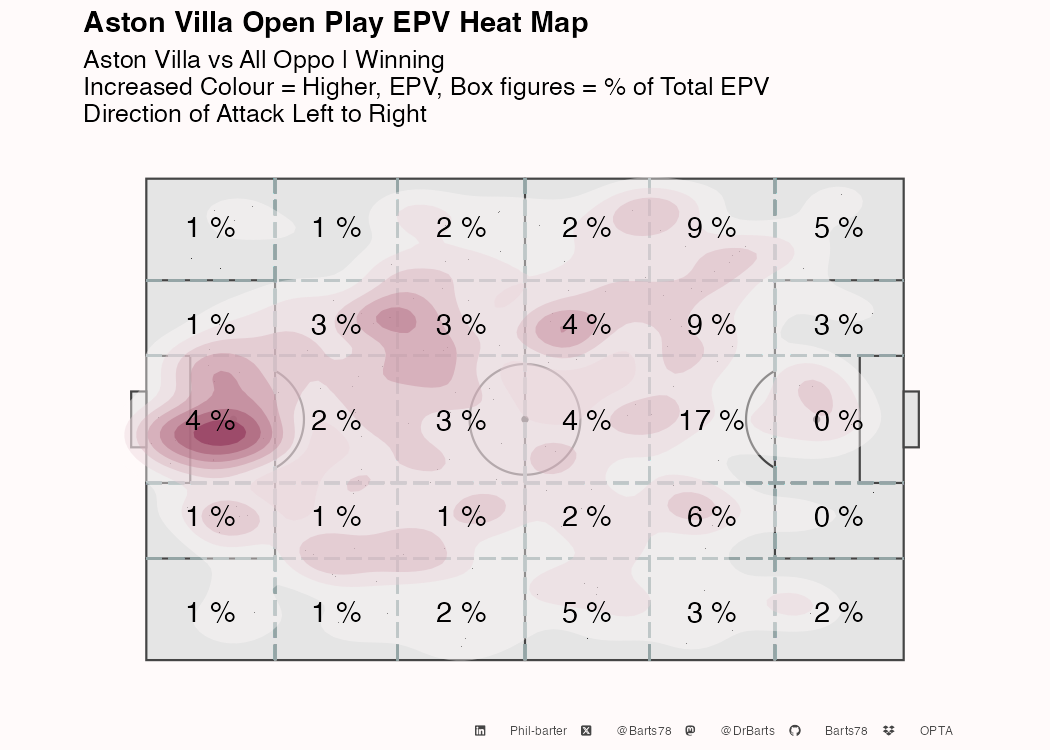 Aston Villa Open Play EPV Heat Map
Aston Villa vs All Oppo | Winning
Increased Colour = Higher, EPV, Box figures = % of Total EPV
Direction of Attack Left to Right
1 % 1 % 2 % 2 % 9 % 5 %
1 % 3 % 3 % 4 % 9 % 3 %
4 % 2 % 3 % 4 % 17 % 0 %
1 % 1 % 1 % 2 % 6 % 0 %
1 % 1 % 2 % 5 % 3 % 2 %
Phil-barter @Barts78 @DrBarts Barts78 OPTA